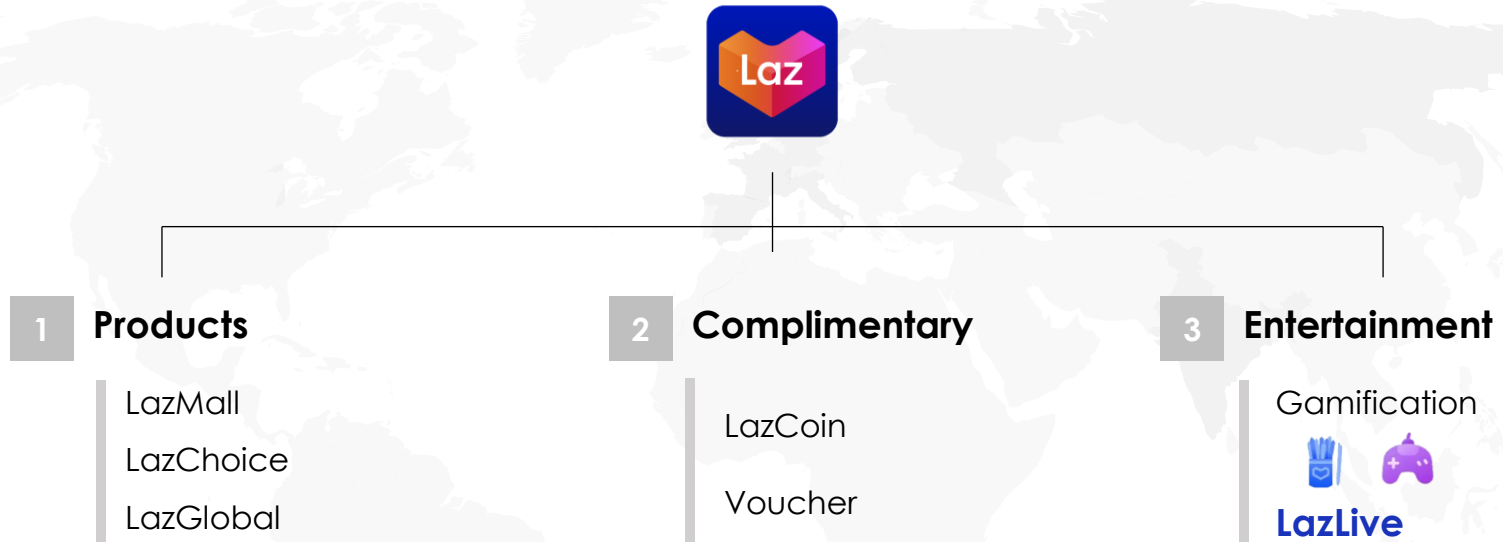 Laz
1 Products
LazMall
LazChoice
LazGlobal
2 Complimentary
LazCoin
Voucher
3 Entertainment
Gamification
LazLive